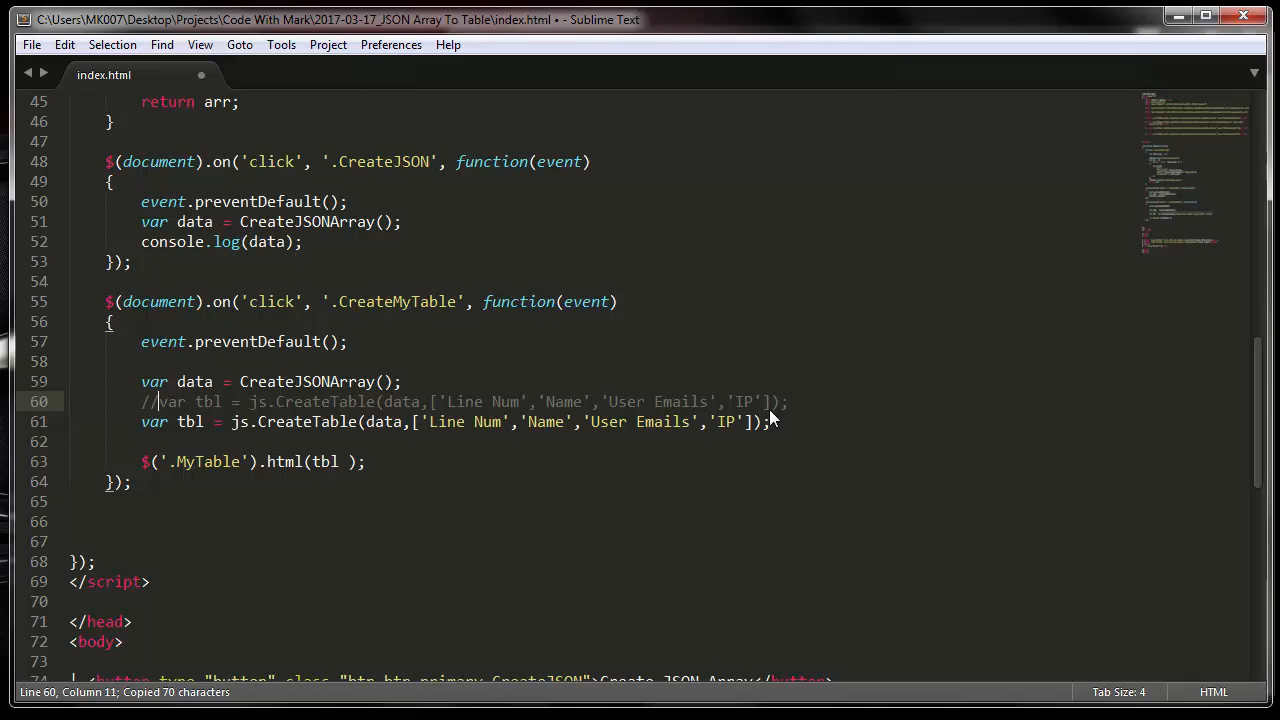 C:\Users\MK007\Desktop\Projects\Code With Mark\2017-03-17_JSON Array To Table\index.html • - Sublime Text
File Edit Selection Find View Goto Tools Project Preferences Help
index.html
45 return arr;
46 }
47
48 $(document).on('click', '.CreateJSON', function(event)
49 {
50 event.preventDefault();
51 var data = CreateJSONArray();
52 console.log(data);
53 });
54
55 $(document).on('click', '.CreateMyTable', function(event)
56 {
57 event.preventDefault();
58
59 var data = CreateJSONArray();
60 //var tbl = js.CreateTable(data,['Line Num','Name','User Emails','IP']);
61 var tbl = js.CreateTable(data,['Line Num','Name','User Emails','IP']);
62
63 $('.MyTable').html(tbl );
64 });
65
66
67
68 });
69 </script>
70
71 </head>
72 <body>
73
74 <button type="button" class="btn btn-primary CreateJSON">Create JSON Array</button>
Line 60, Column 11; Copied 70 characters
Tab Size: 4 HTML